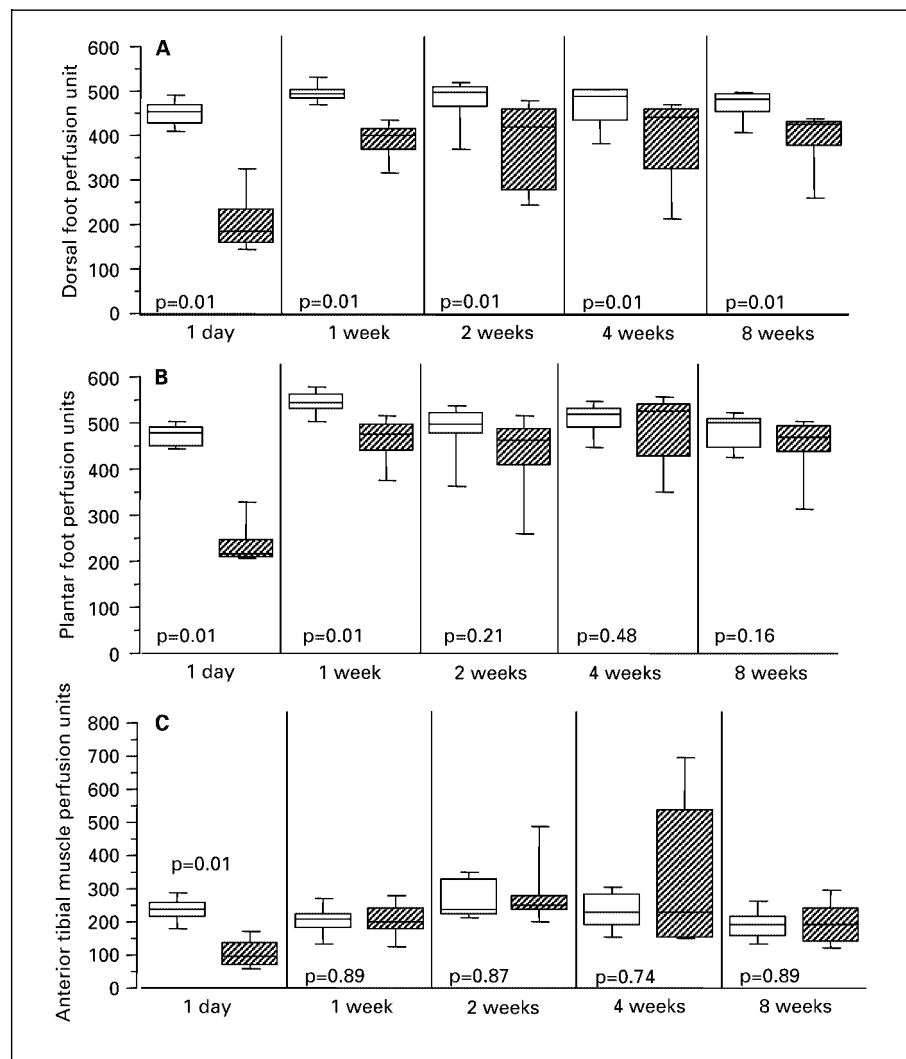 A
Dorsal foot perfusion unit
600
500
400
300
200
100
0
p=0.01 p=0.01 p=0.01 p=0.01 p=0.01
1 day 1 week 2 weeks 4 weeks 8 weeks
B
Plantar foot perfusion units
600
500
400
300
200
100
0
p=0.01 p=0.01 p=0.21 p=0.48 p=0.16
1 day 1 week 2 weeks 4 weeks 8 weeks
C
Anterior tibial muscle perfusion units
800
700
600
500
400
300
200
100
0
p=0.01 p=0.89 p=0.87 p=0.74 p=0.89
1 day 1 week 2 weeks 4 weeks 8 weeks